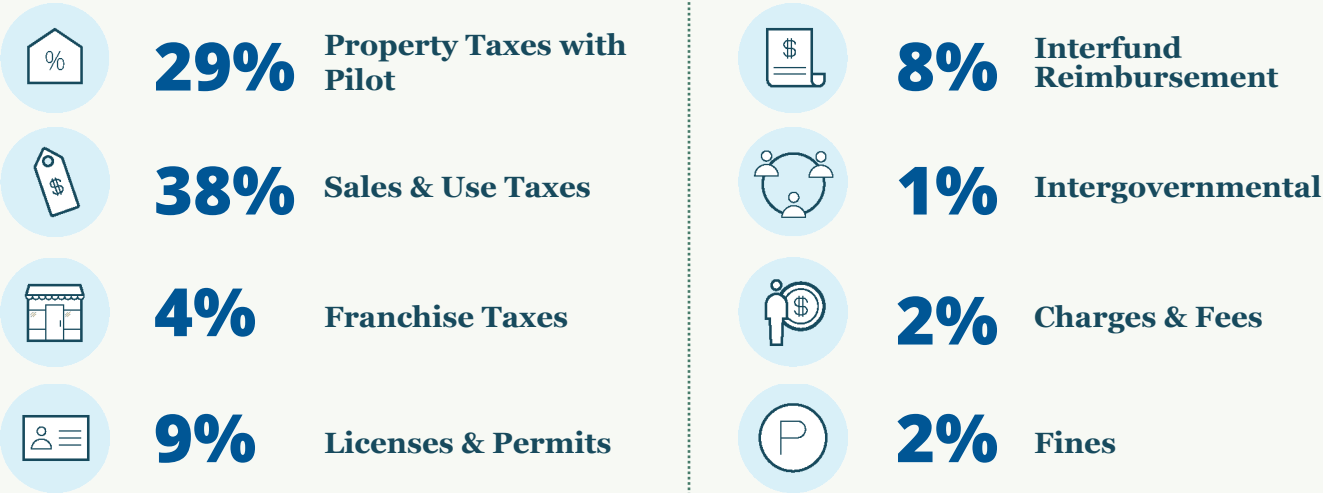 %
29%
Property Taxes with
Pilot
$
38%
Sales & Use Taxes
4%
Franchise Taxes
9%
Licenses & Permits
$
8%
Interfund
Reimbursement
1%
Intergovernmental
$
2%
Charges & Fees
P
2%
Fines